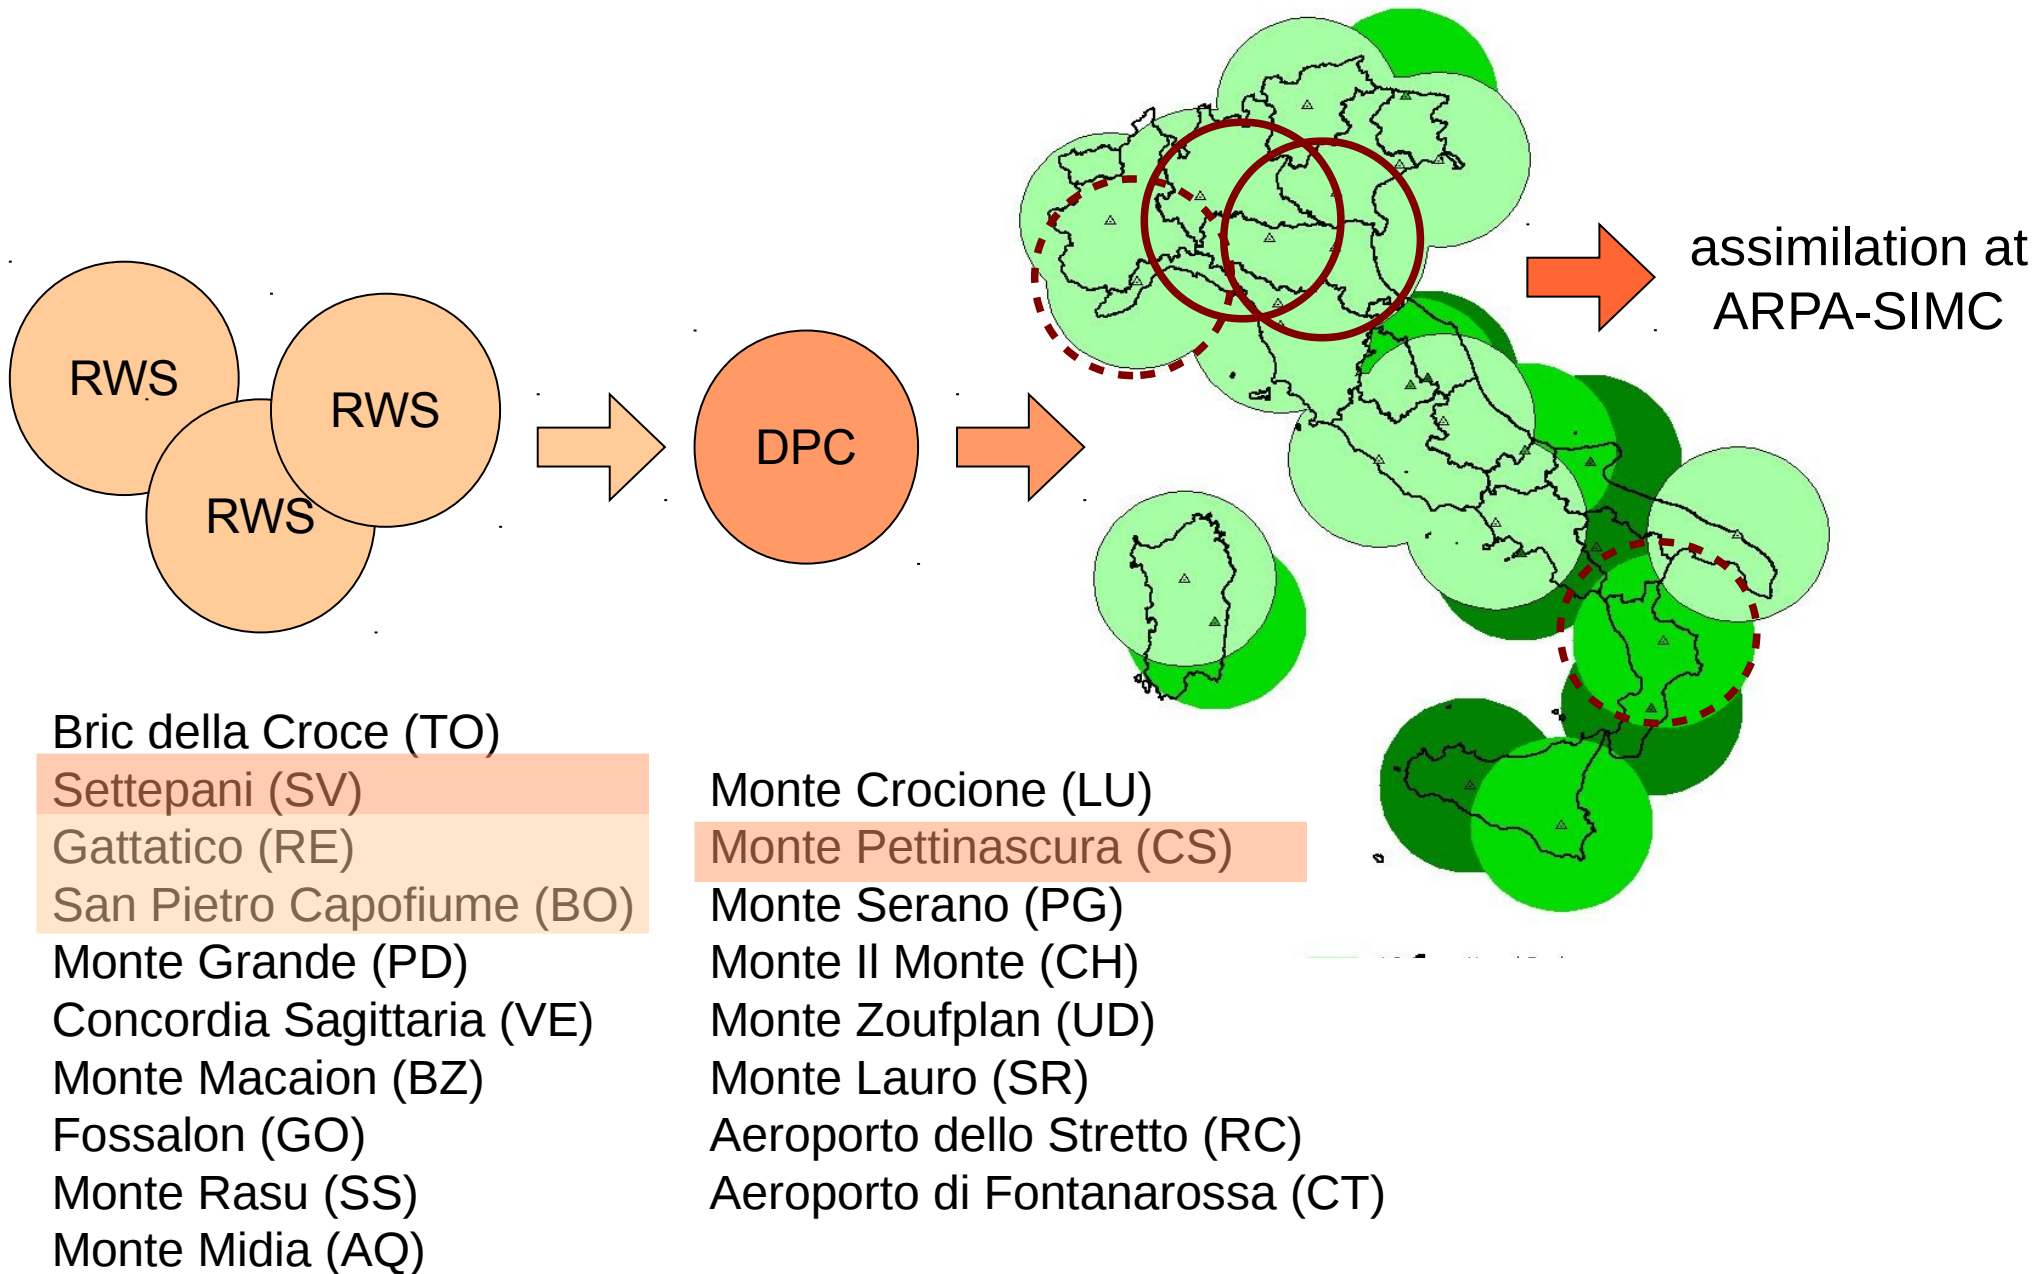 assimilation at
ARPA-SIMC
RWS
RWS
RWS
DPC
Bric della Croce (TO)
Settepani (SV)
Gattatico (RE)
San Pietro Capofiume (BO)
Monte Grande (PD)
Concordia Sagittaria (VE)
Monte Macaion (BZ)
Fossalon (GO)
Monte Rasu (SS)
Monte Midia (AQ)
Monte Crocione (LU)
Monte Pettinascura (CS)
Monte Serano (PG)
Monte Il Monte (CH)
Monte Zoufplan (UD)
Monte Lauro (SR)
Aeroporto dello Stretto (RC)
Aeroporto di Fontanarossa (CT)